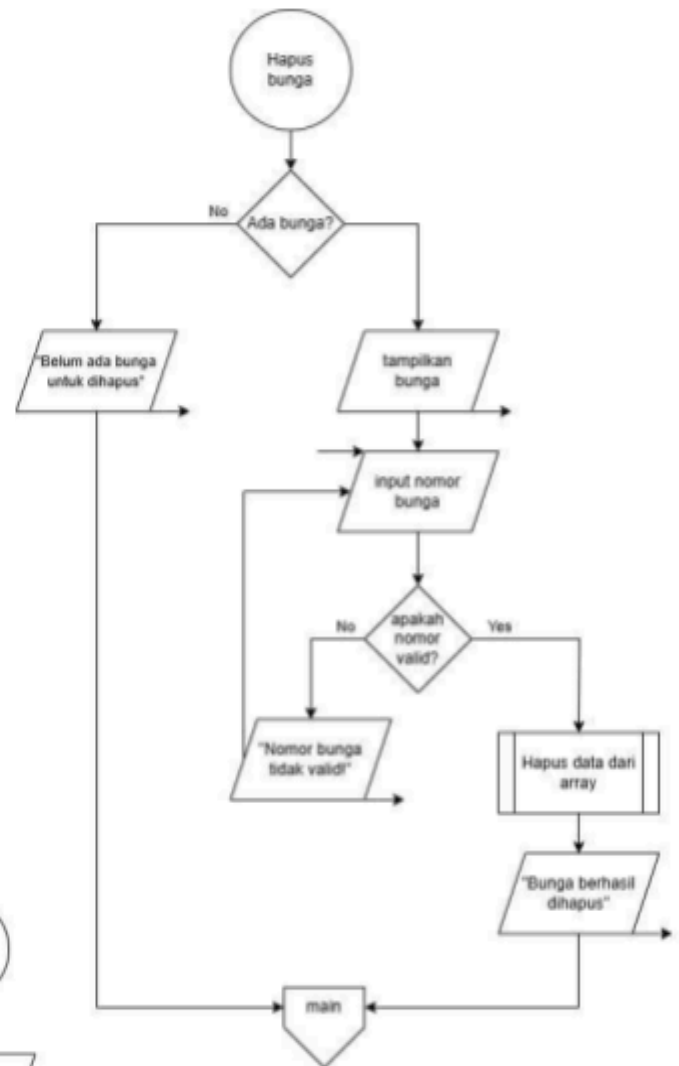 Hapus
bunga
No
Ada bunga?
"Belum ada bunga
untuk dihapus"
tampilkan
bunga
input nomor
bunga
No
apakah
nomor
valid?
Yes
"Nomor bunga
tidak valid!"
Hapus data dari
array
"Bunga berhasil
dihapus"
main